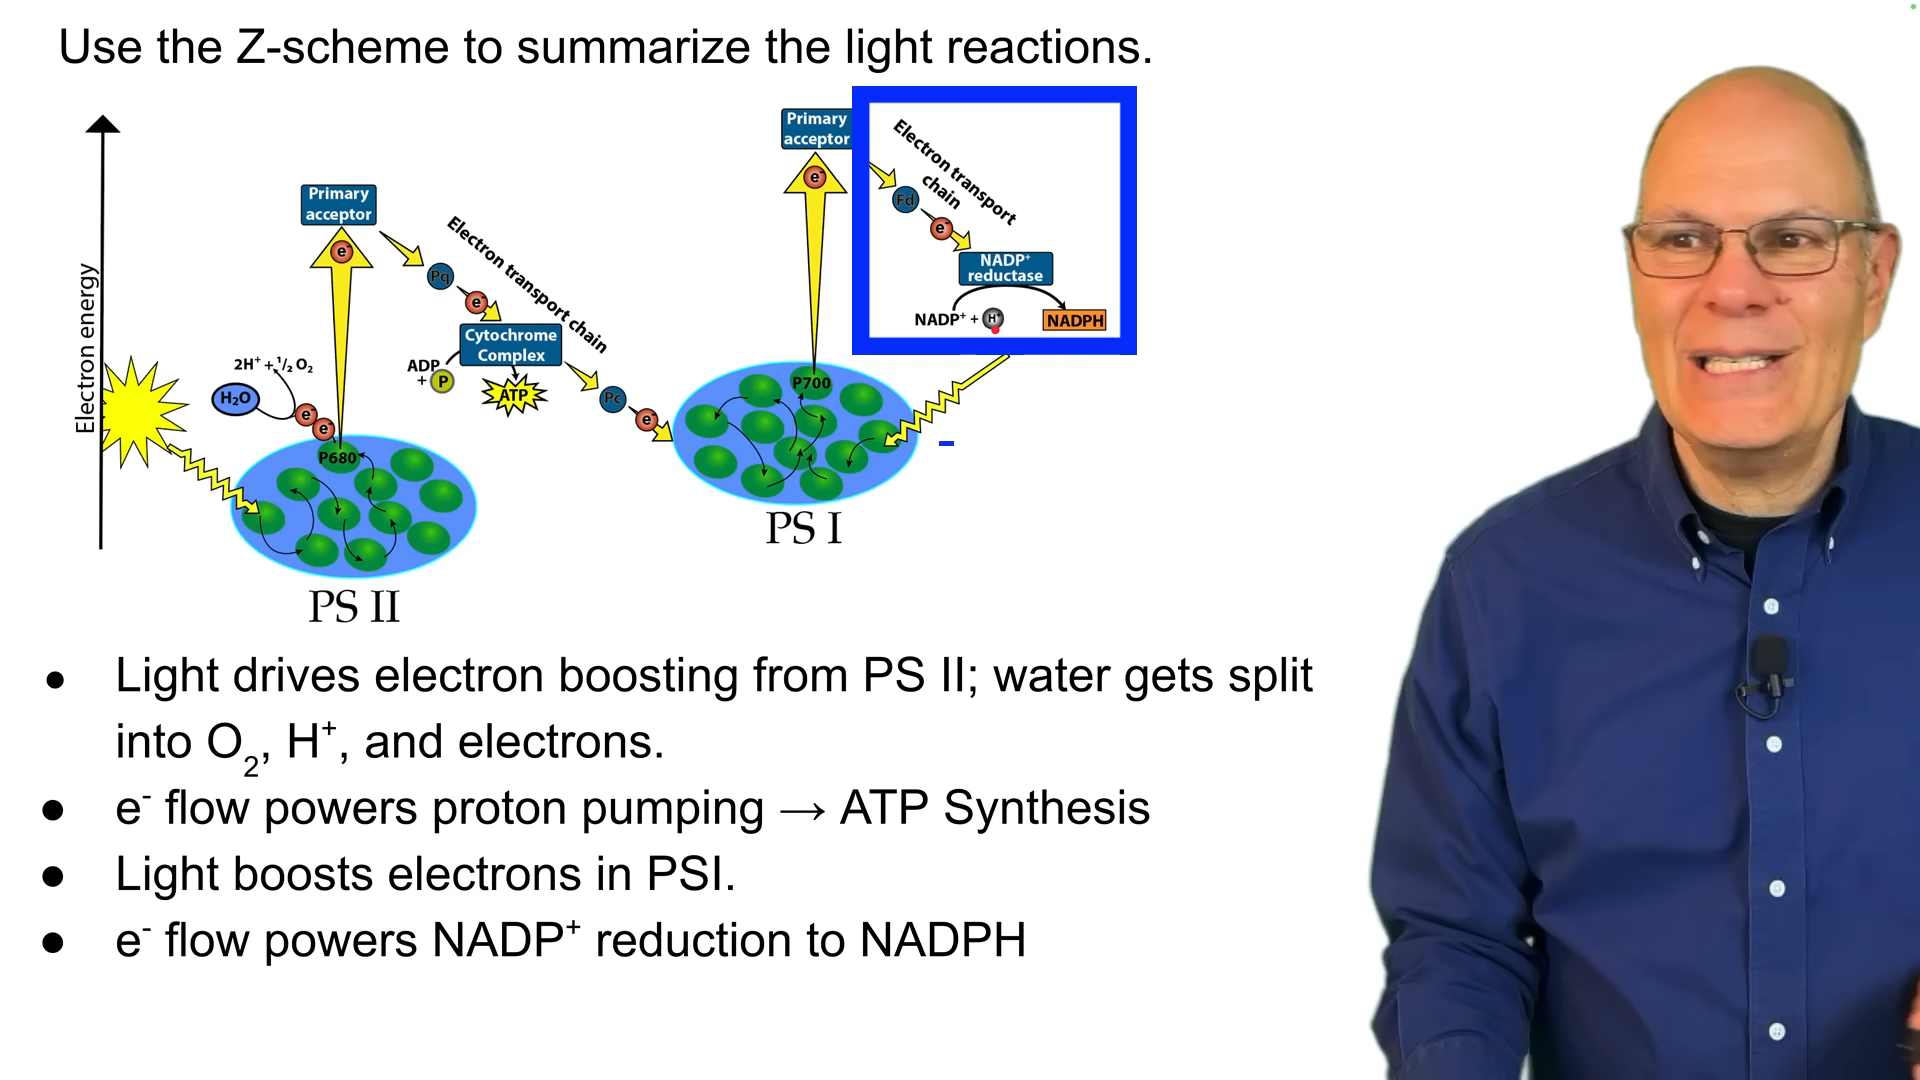 Use the Z-scheme to summarize the light reactions.
Electron energy
2H⁺ + ½ O₂
H₂O
e⁻
e⁻
P680
PS II
e⁻
Primary
acceptor
Pq
e⁻
Electron transport chain
Cytochrome
Complex
ADP
+ P
ATP
Pc
e⁻
P700
PS I
e⁻
Primary
acceptor
Electron transport
chain
Fd
e⁻
NADP⁺
reductase
NADP⁺ + H⁺
NADPH
● Light drives electron boosting from PS II; water gets split
into O₂, H⁺, and electrons.
● e⁻ flow powers proton pumping → ATP Synthesis
● Light boosts electrons in PSI.
● e⁻ flow powers NADP⁺ reduction to NADPH